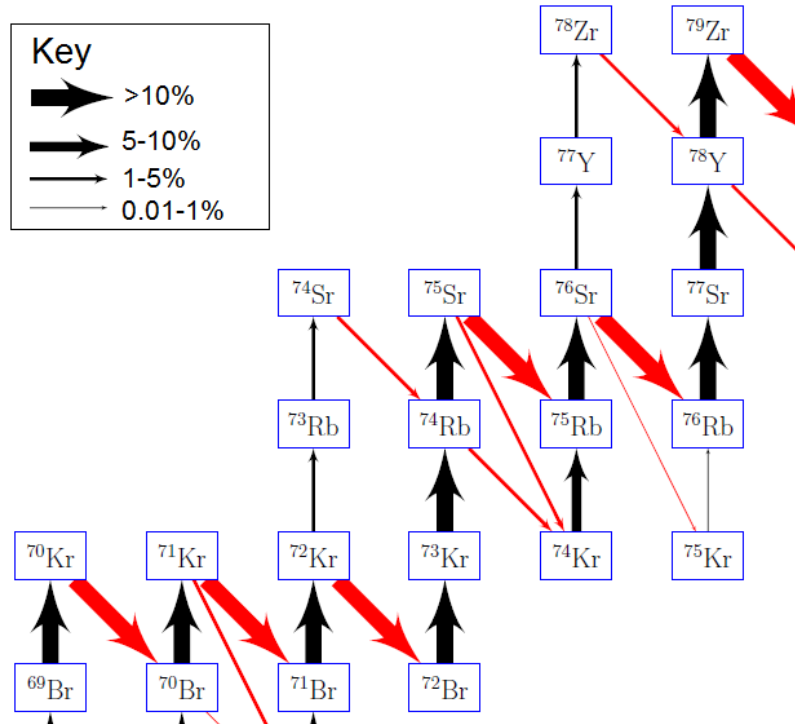 Key
>10%
5-10%
1-5%
0.01-1%
⁷⁸Zr ⁷⁹Zr
⁷⁷Y ⁷⁸Y
⁷⁴Sr ⁷⁵Sr ⁷⁶Sr ⁷⁷Sr
⁷³Rb ⁷⁴Rb ⁷⁵Rb ⁷⁶Rb
⁷⁰Kr ⁷¹Kr ⁷²Kr ⁷³Kr ⁷⁴Kr ⁷⁵Kr
⁶⁹Br ⁷⁰Br ⁷¹Br ⁷²Br